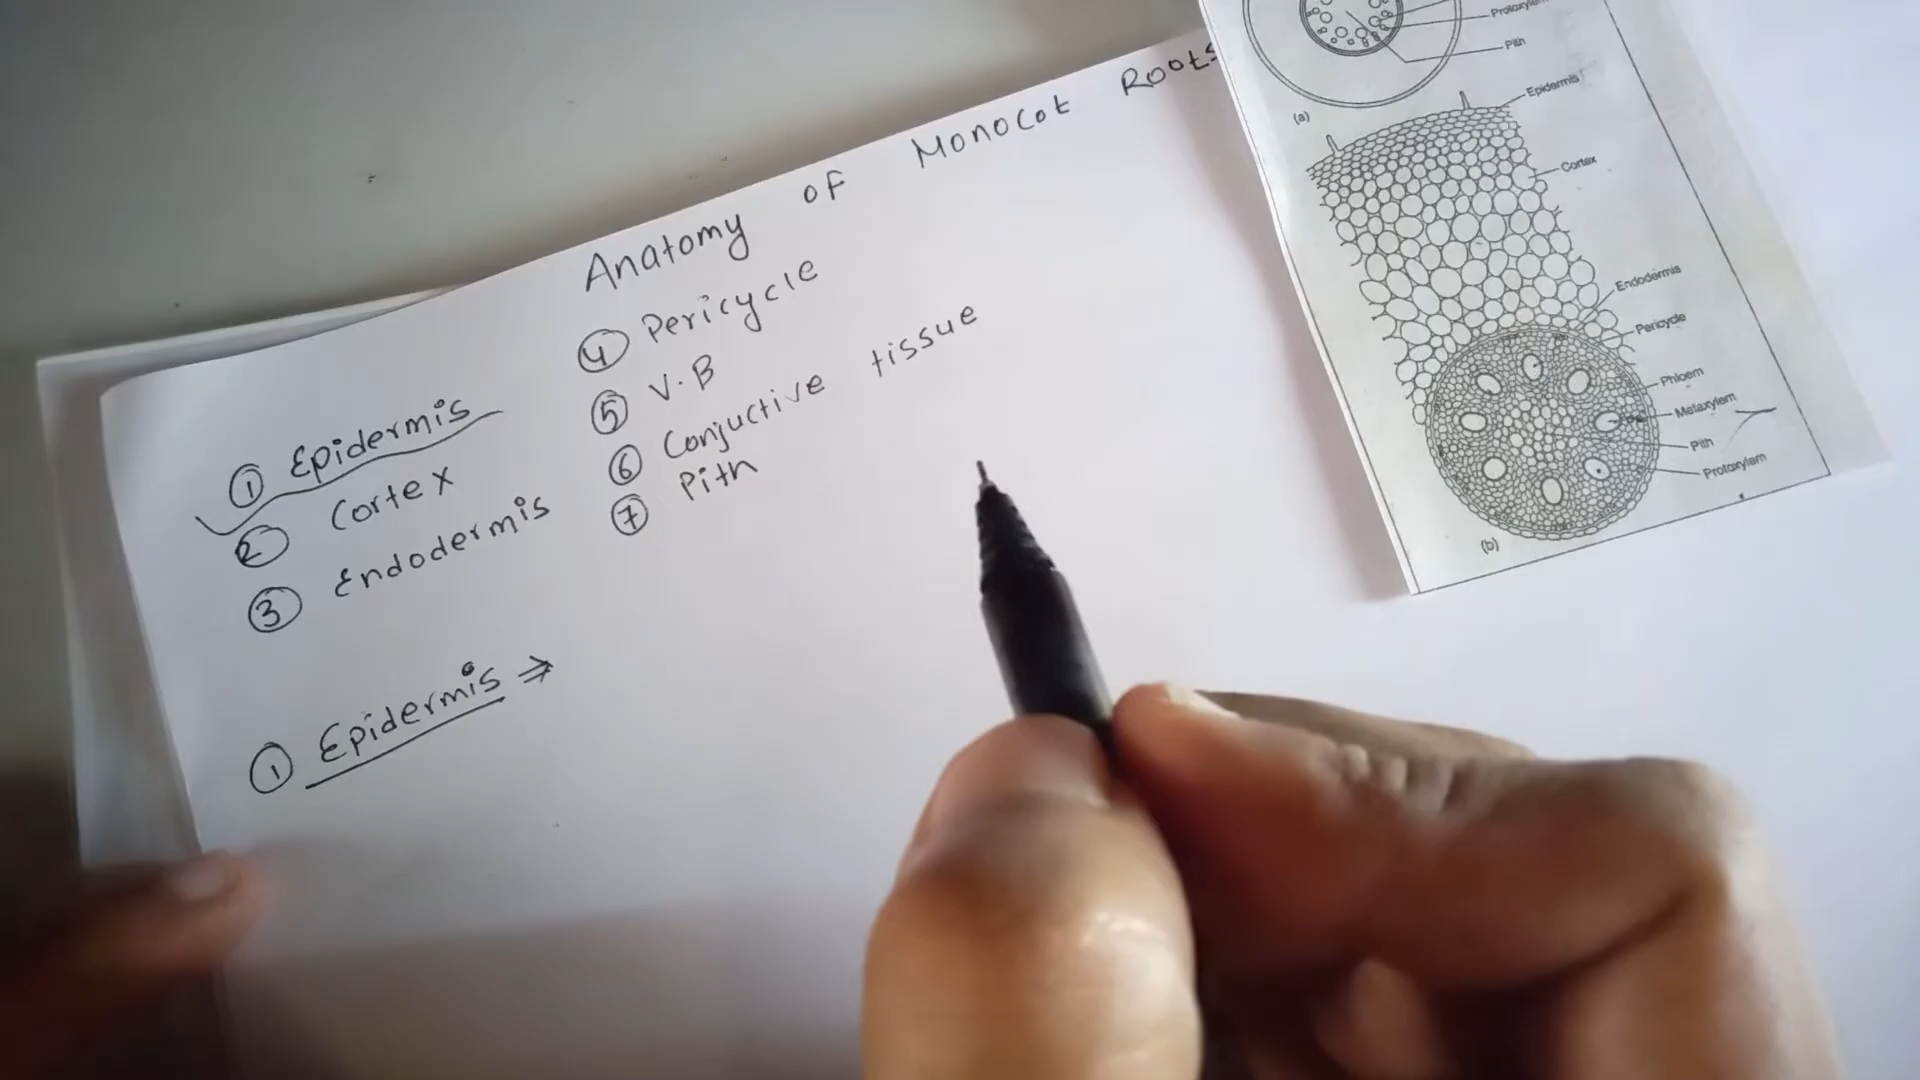 Anatomy of Monocot Roots
① Epidermis
② Cortex
③ Endodermis
④ Pericycle
⑤ V.B
⑥ Conjuctive tissue
⑦ Pith
① Epidermis ⇒
Pith
(a)
Epidermis
Cortex
Endodermis
Pericycle
Phloem
Metaxylem
Pith
Protoxylem
(b)